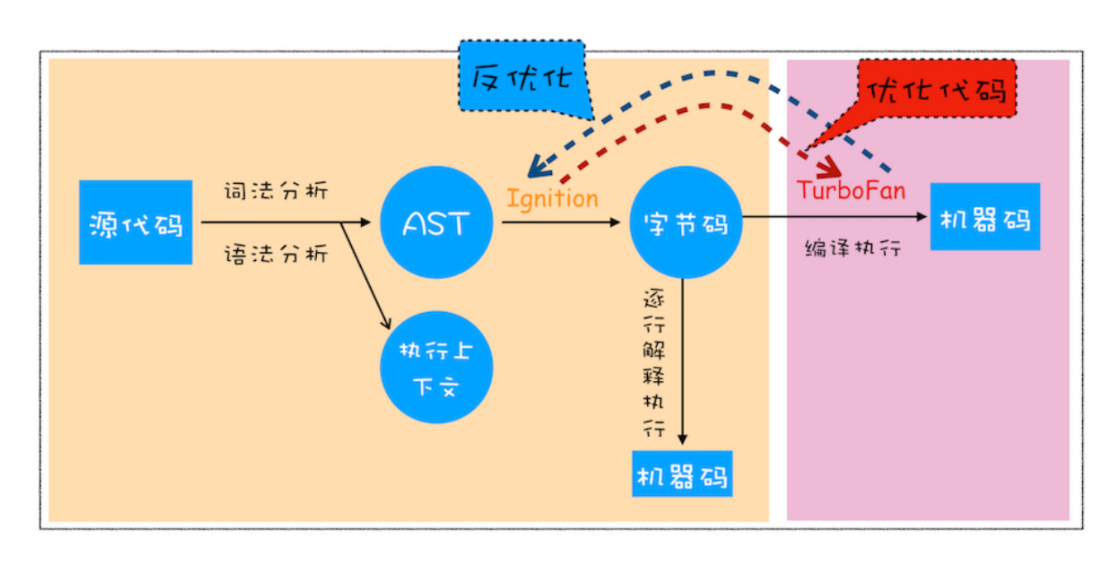 反优化
优化代码
源代码
词法分析
语法分析
AST
Ignition
字节码
TurboFan
编译执行
机器码
执行上
下文
逐
行
解
释
执
行
机器码